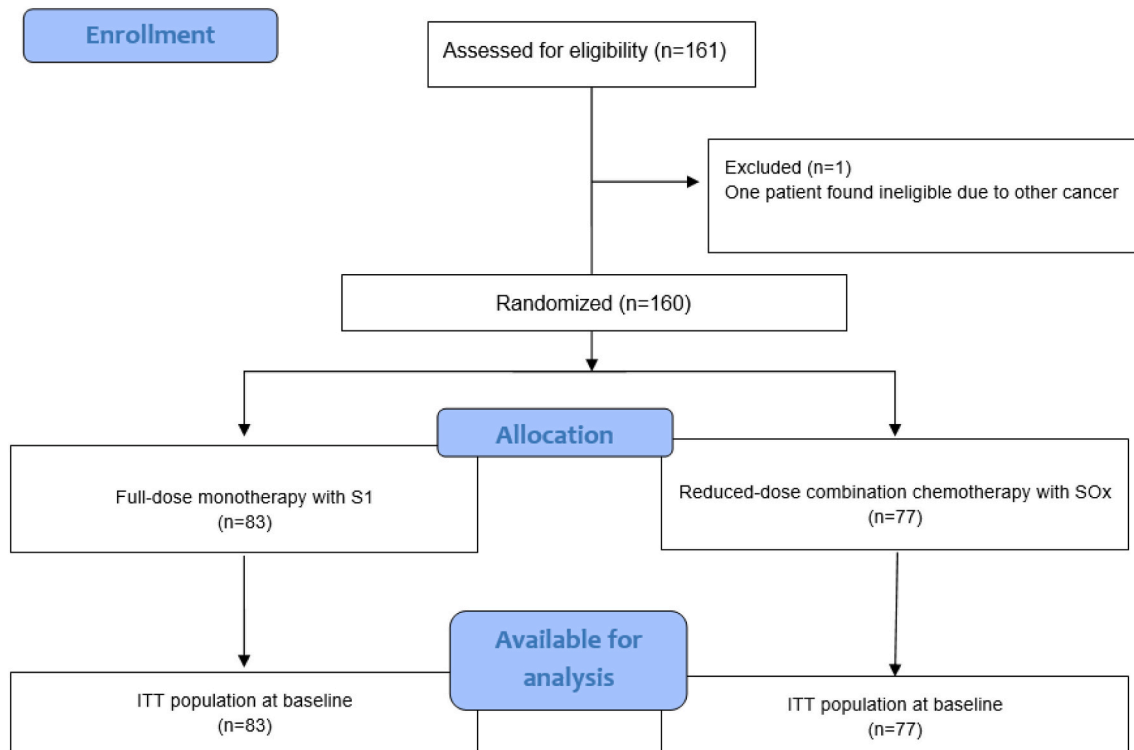 Enrollment
Assessed for eligibility (n=161)
Excluded (n=1)
One patient found ineligible due to other cancer
Randomized (n=160)
Allocation
Full-dose monotherapy with S1
(n=83)
Reduced-dose combination chemotherapy with SOx
(n=77)
Available for
analysis
ITT population at baseline
(n=83)
ITT population at baseline
(n=77)